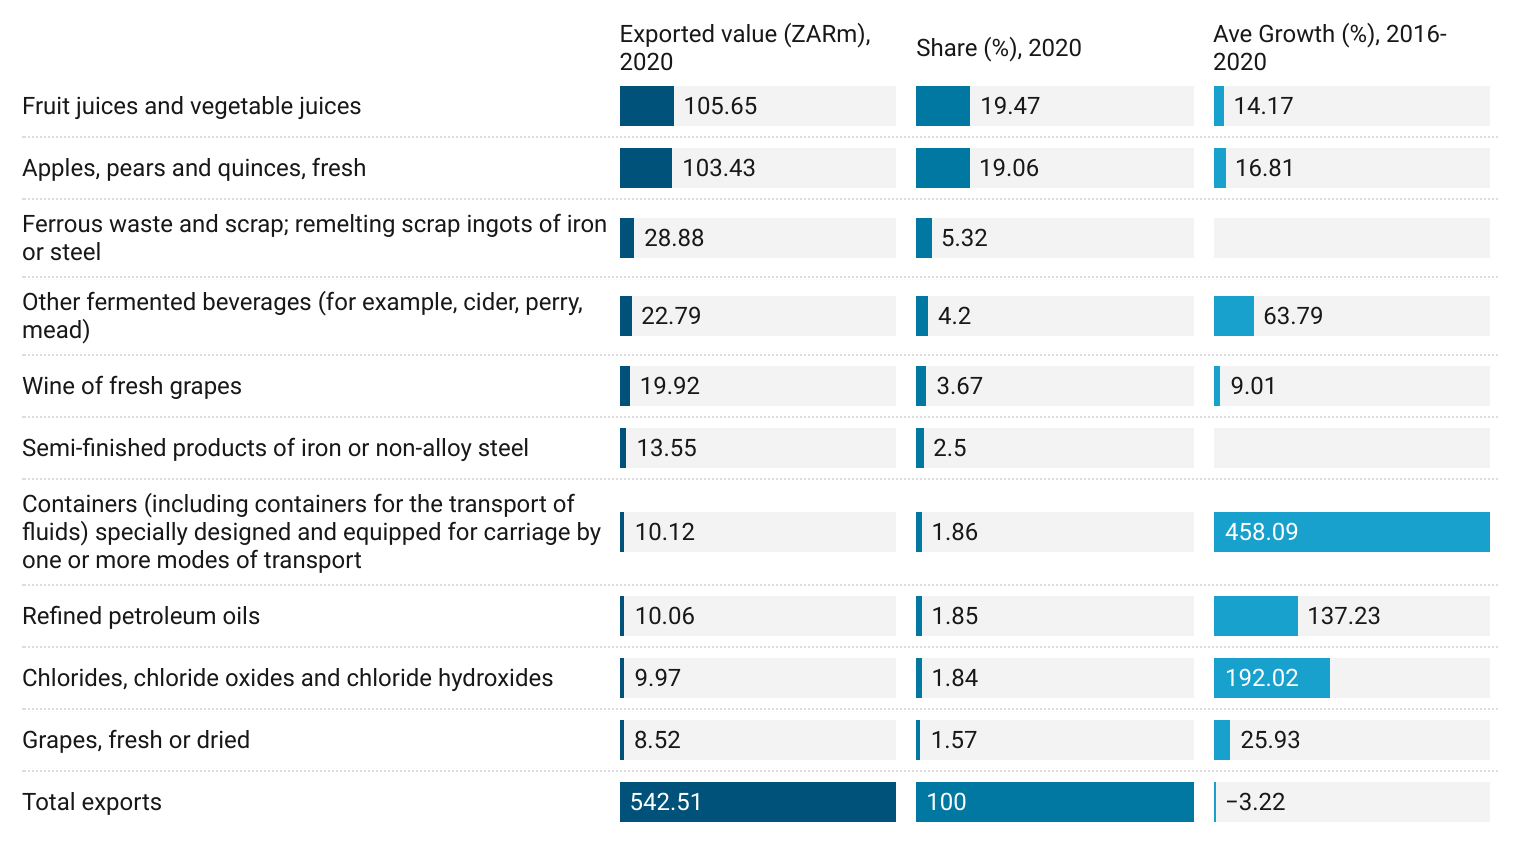 Exported value (ZARm),
2020
Share (%), 2020
Ave Growth (%), 2016-
2020
Fruit juices and vegetable juices 105.65 19.47 14.17
Apples, pears and quinces, fresh 103.43 19.06 16.81
Ferrous waste and scrap; remelting scrap ingots of iron
or steel 28.88 5.32
Other fermented beverages (for example, cider, perry,
mead) 22.79 4.2 63.79
Wine of fresh grapes 19.92 3.67 9.01
Semi-finished products of iron or non-alloy steel 13.55 2.5
Containers (including containers for the transport of
fluids) specially designed and equipped for carriage by
one or more modes of transport 10.12 1.86 458.09
Refined petroleum oils 10.06 1.85 137.23
Chlorides, chloride oxides and chloride hydroxides 9.97 1.84 192.02
Grapes, fresh or dried 8.52 1.57 25.93
Total exports 542.51 100 −3.22